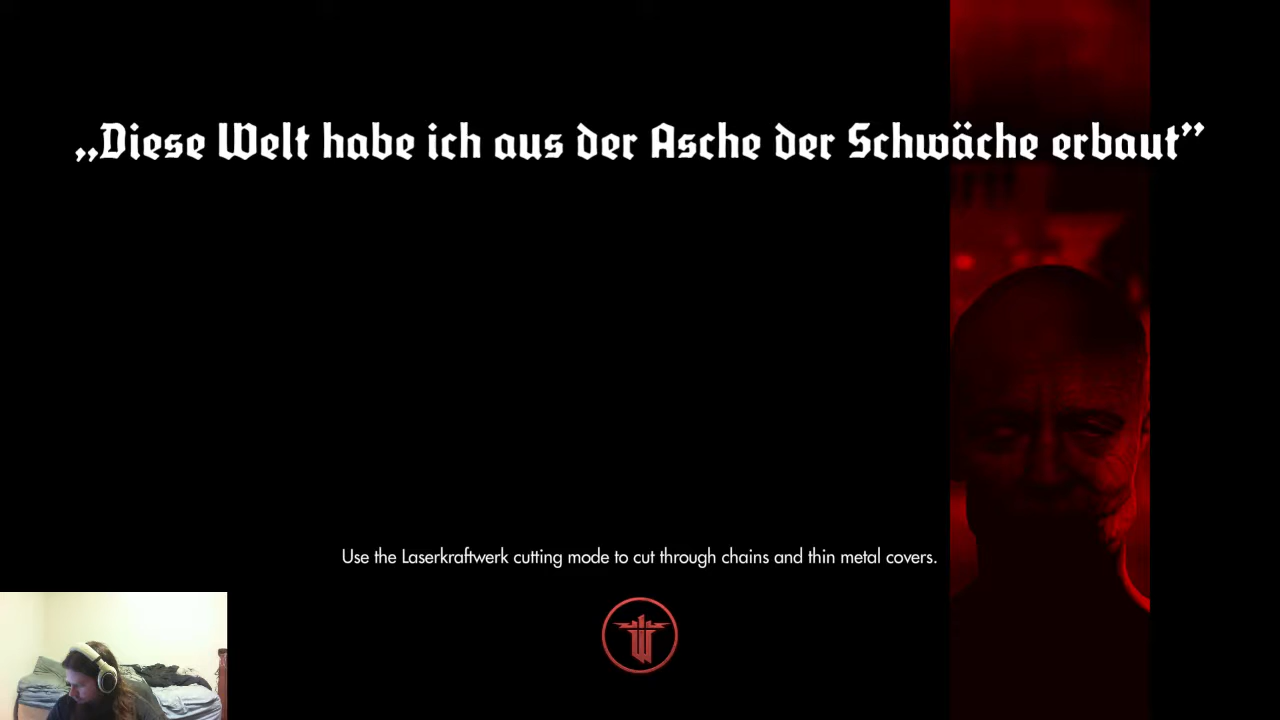 „Diese Welt habe ich aus der Asche der Schwäche erbaut”
Use the Laserkraftwerk cutting mode to cut through chains and thin metal covers.